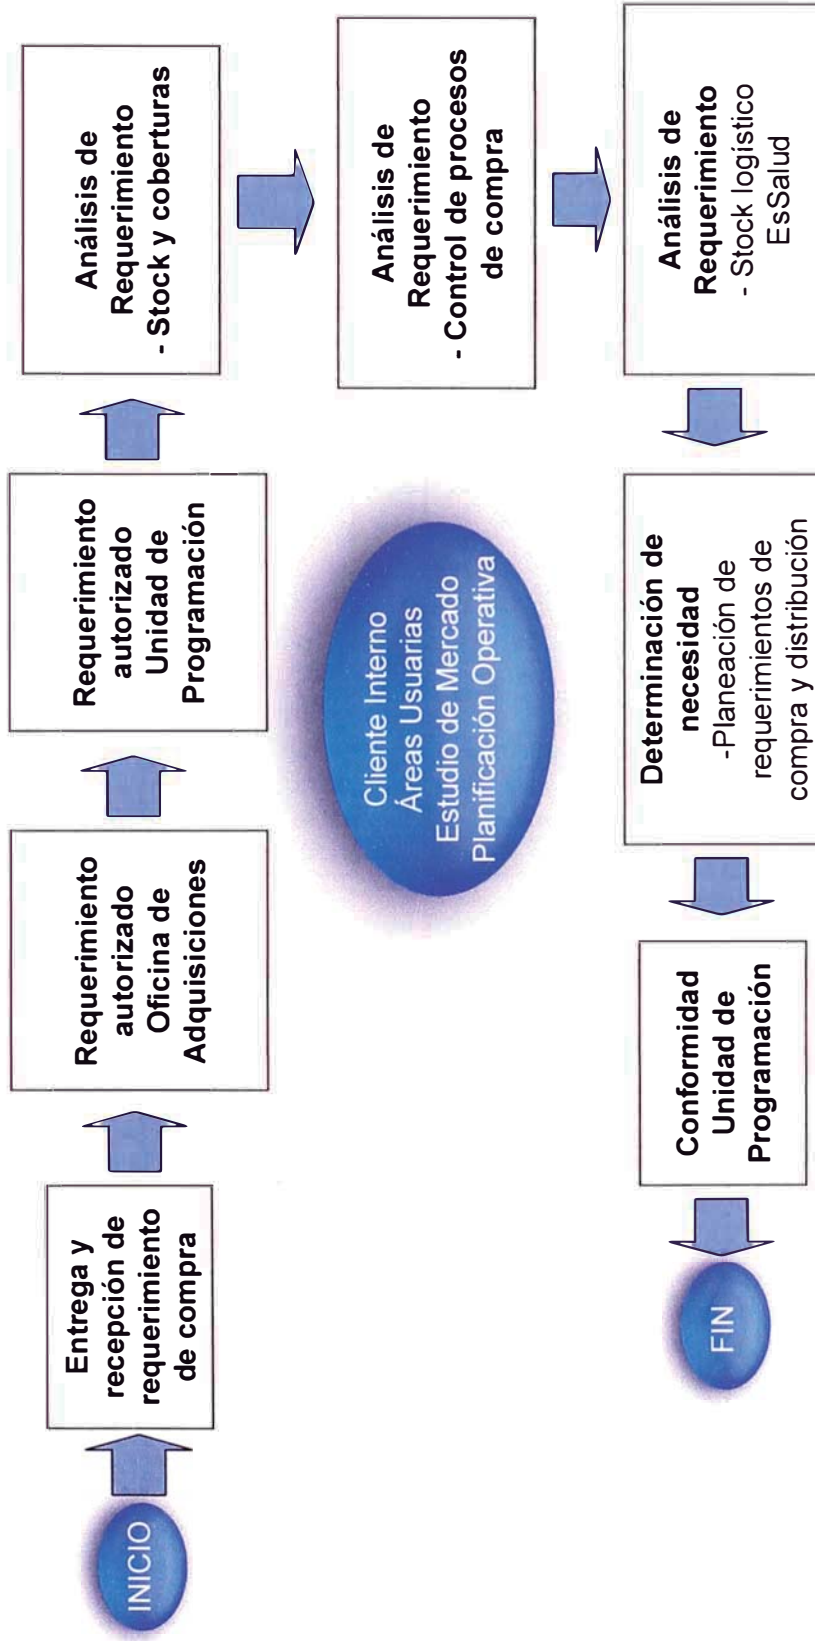 INICIO
Entrega y
recepción de
requerimiento
de compra
Requerimiento
autorizado
Oficina de
Adquisiciones
Requerimiento
autorizado
Unidad de
Programación
Análisis de
Requerimiento
- Stock y coberturas
Análisis de
Requerimiento
- Control de procesos
de compra
Análisis de
Requerimiento
- Stock logístico
EsSalud
Determinación de
necesidad
-Planeación de
requerimientos de
compra y distribución
Conformidad
Unidad de
Programación
FIN
Cliente Interno
Áreas Usuarias
Estudio de Mercado
Planificación Operativa